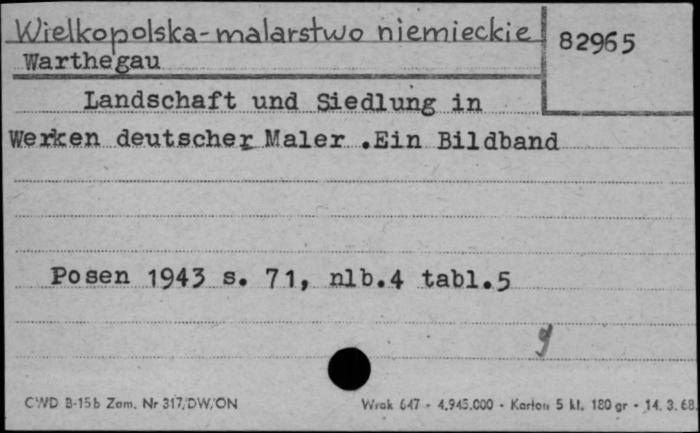 Wielkopolska-malarstwo niemieckie
82965
Warthegau
Landschaft und Siedlung in
Werken deutscher Maler .Ein Bildband
Posen 1943 s. 71, nlb.4 tabl.5
y
CWD B-15b Zam. Nr 317/DW/ON
Wrak 647 - 4.945.000 - Karton 5 kl. 180 gr - 14. 3. 68.